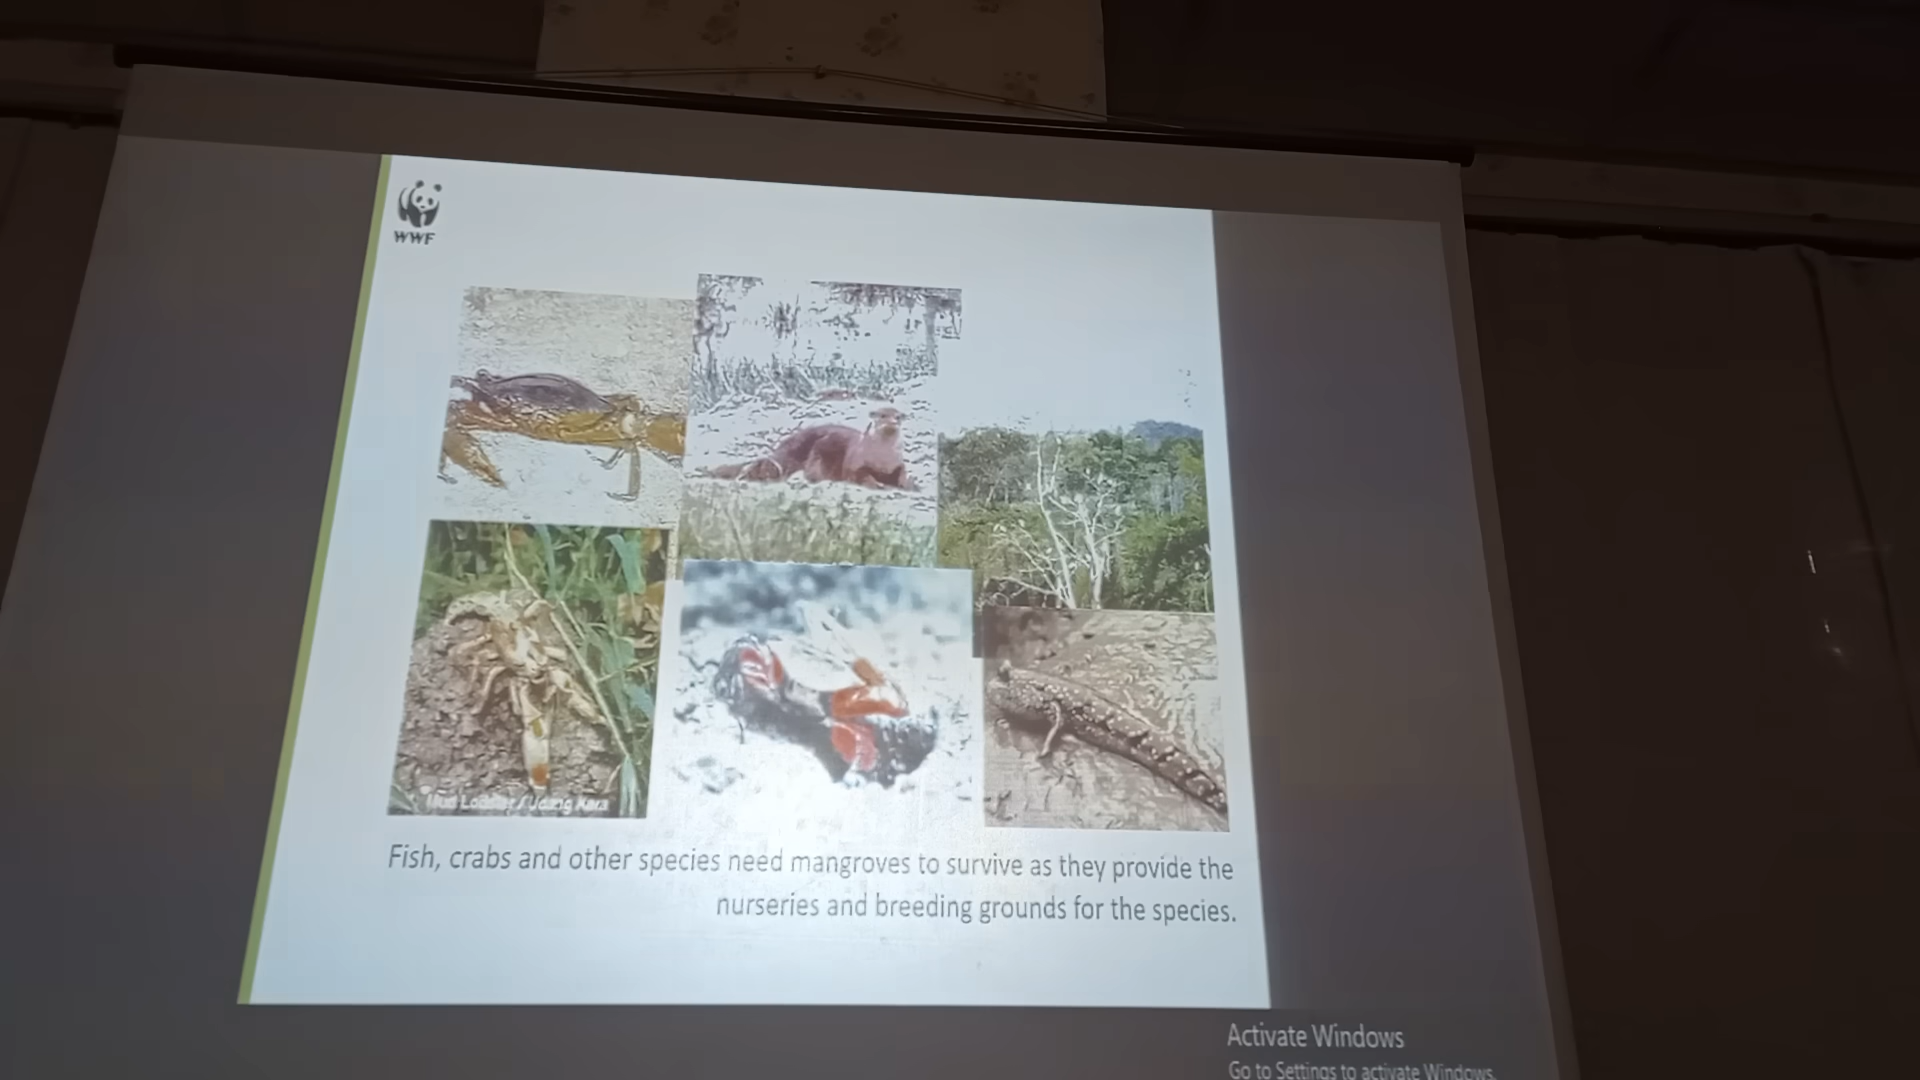 WWF
Mud Lobster / Udang Kara
Fish, crabs and other species need mangroves to survive as they provide the
nurseries and breeding grounds for the species.
Activate Windows
Go to Settings to activate Windows.